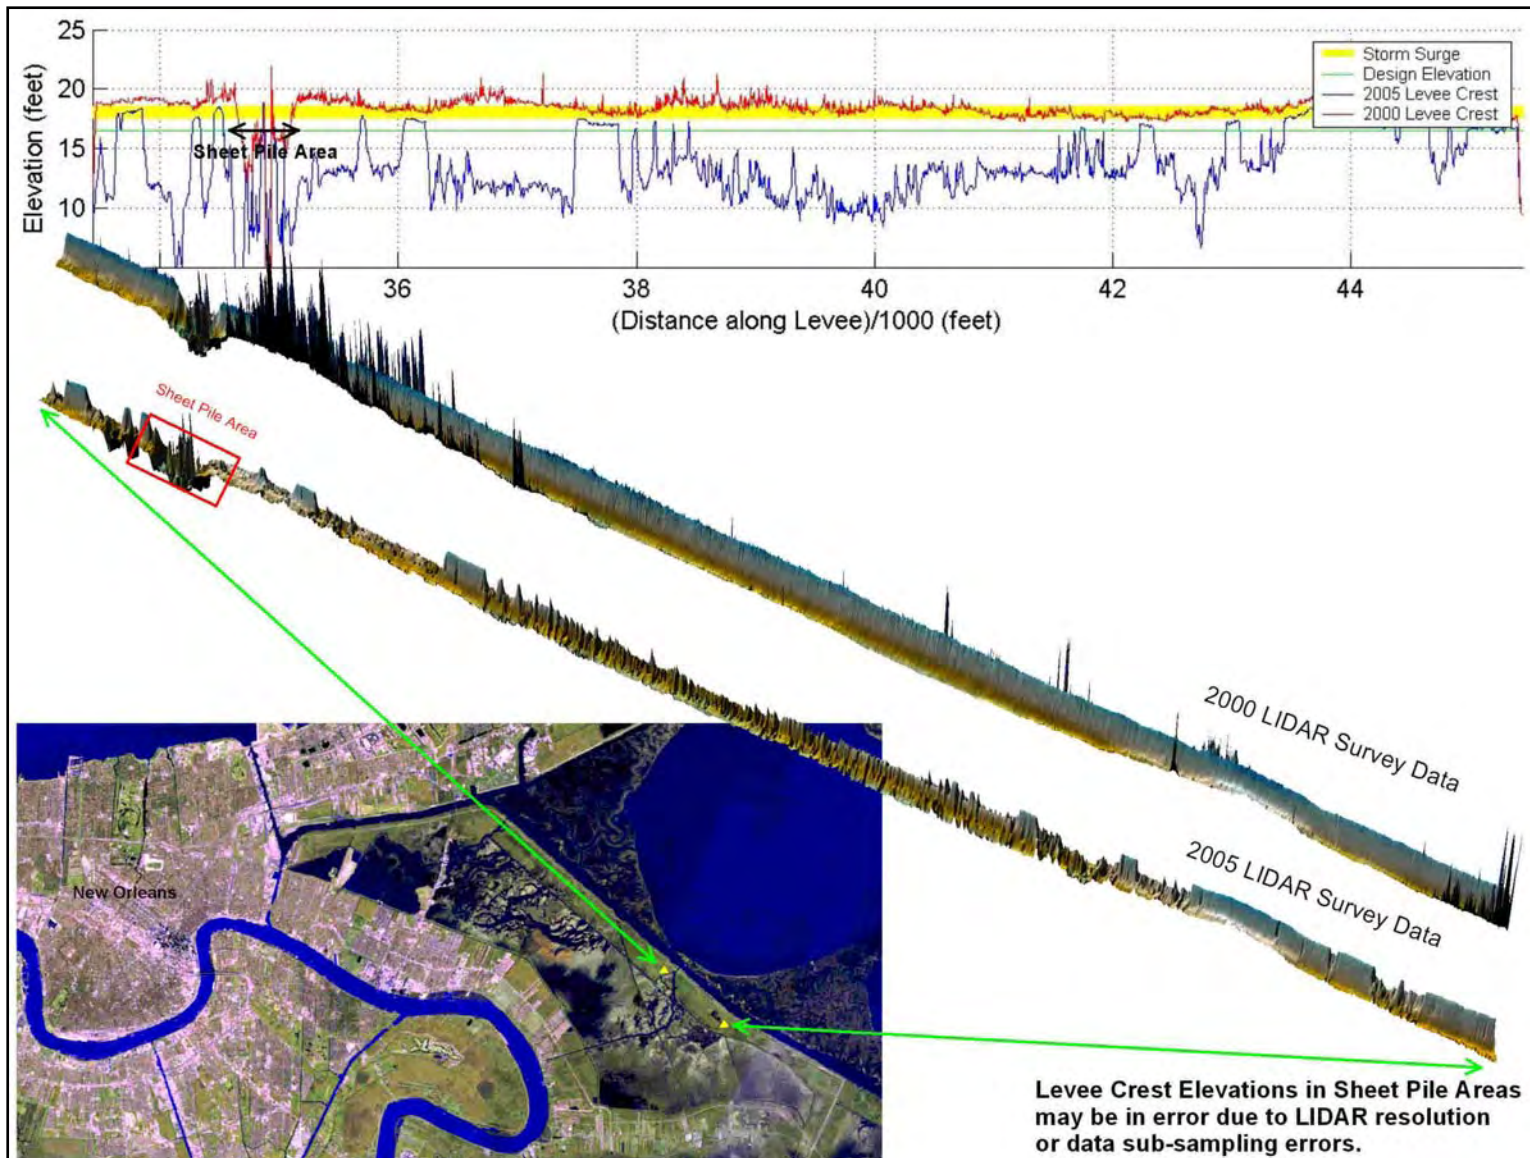 25
20
15
10
Elevation (feet)
Storm Surge
Design Elevation
2005 Levee Crest
2000 Levee Crest
Sheet Pile Area
36
38
40
42
44
(Distance along Levee)/1000 (feet)
Sheet Pile Area
2000 LIDAR Survey Data
2005 LIDAR Survey Data
New Orleans
Levee Crest Elevations in Sheet Pile Areas
may be in error due to LIDAR resolution
or data sub-sampling errors.